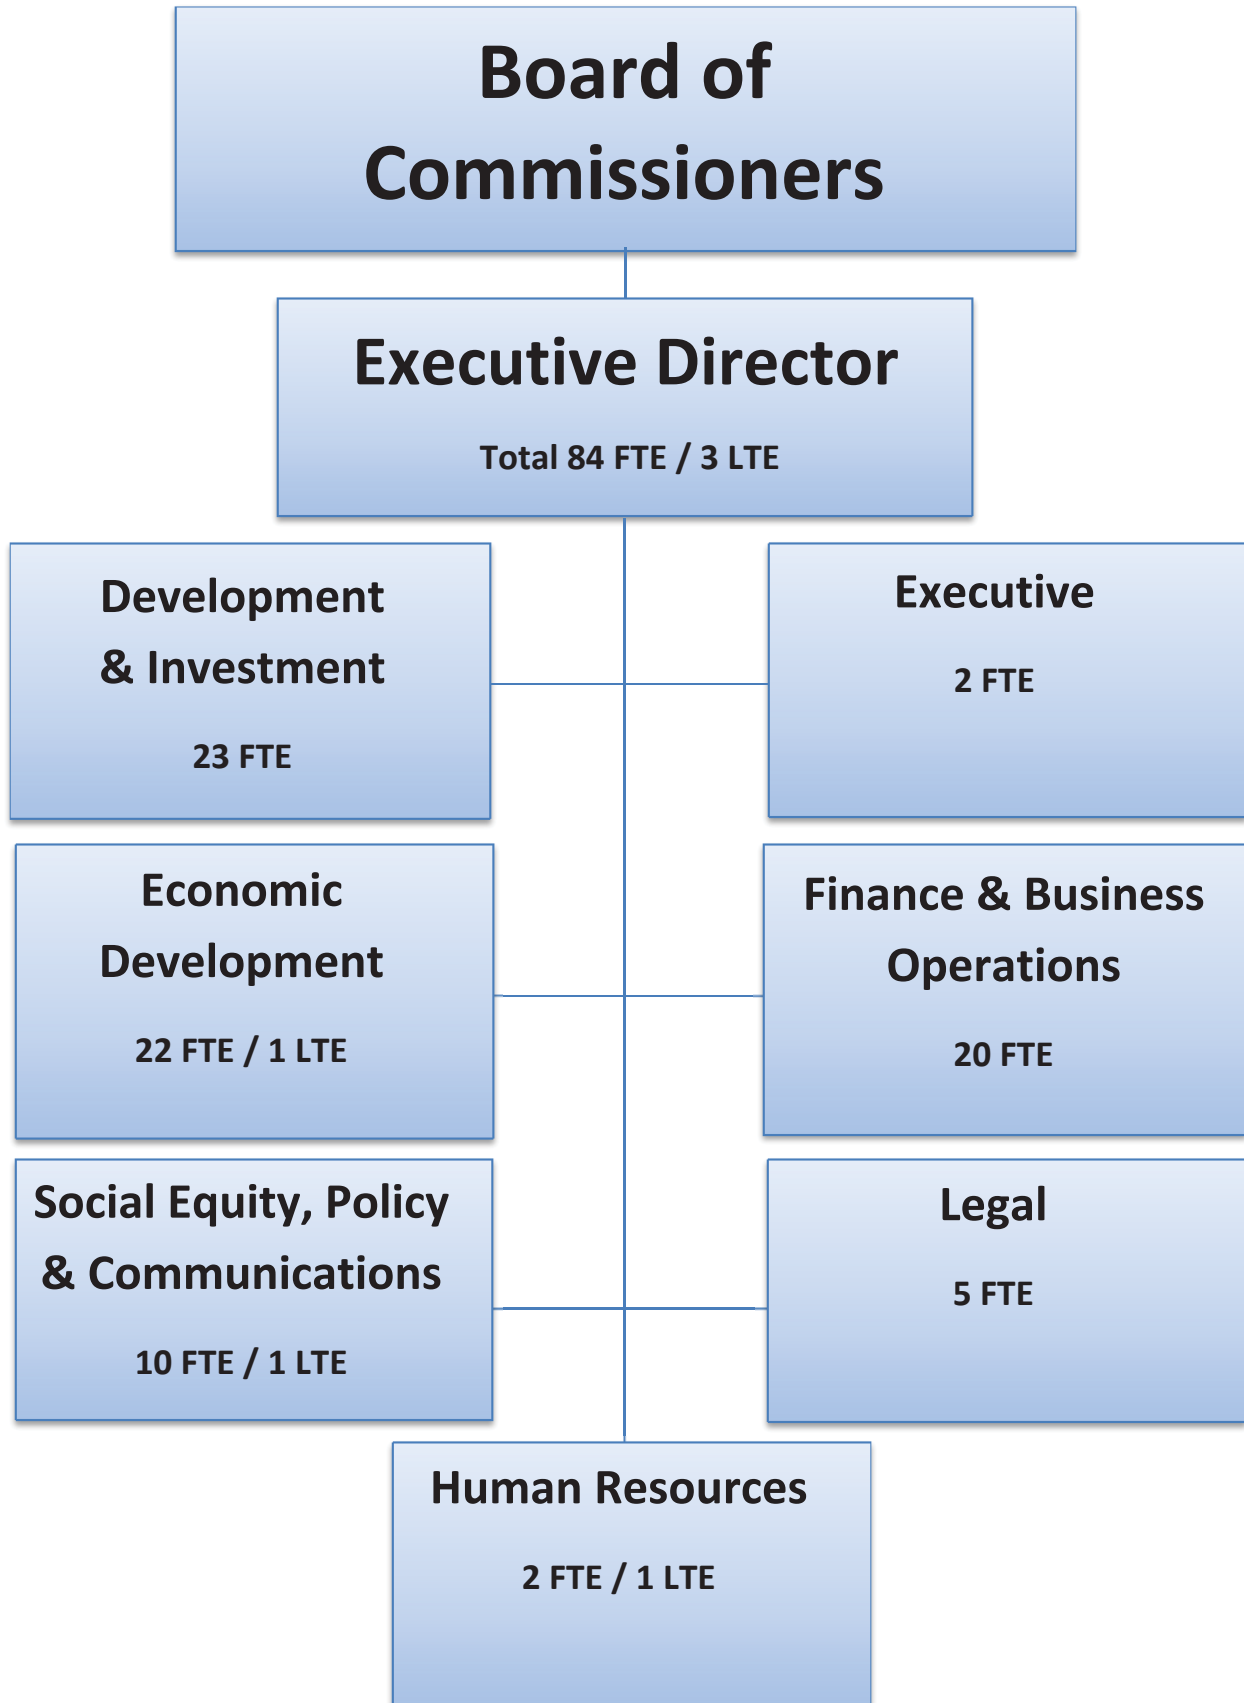 Board of
Commissioners
Executive Director
Total 84 FTE / 3 LTE
Development
& Investment
23 FTE
Executive
2 FTE
Economic
Development
22 FTE / 1 LTE
Finance & Business
Operations
20 FTE
Social Equity, Policy
& Communications
10 FTE / 1 LTE
Legal
5 FTE
Human Resources
2 FTE / 1 LTE